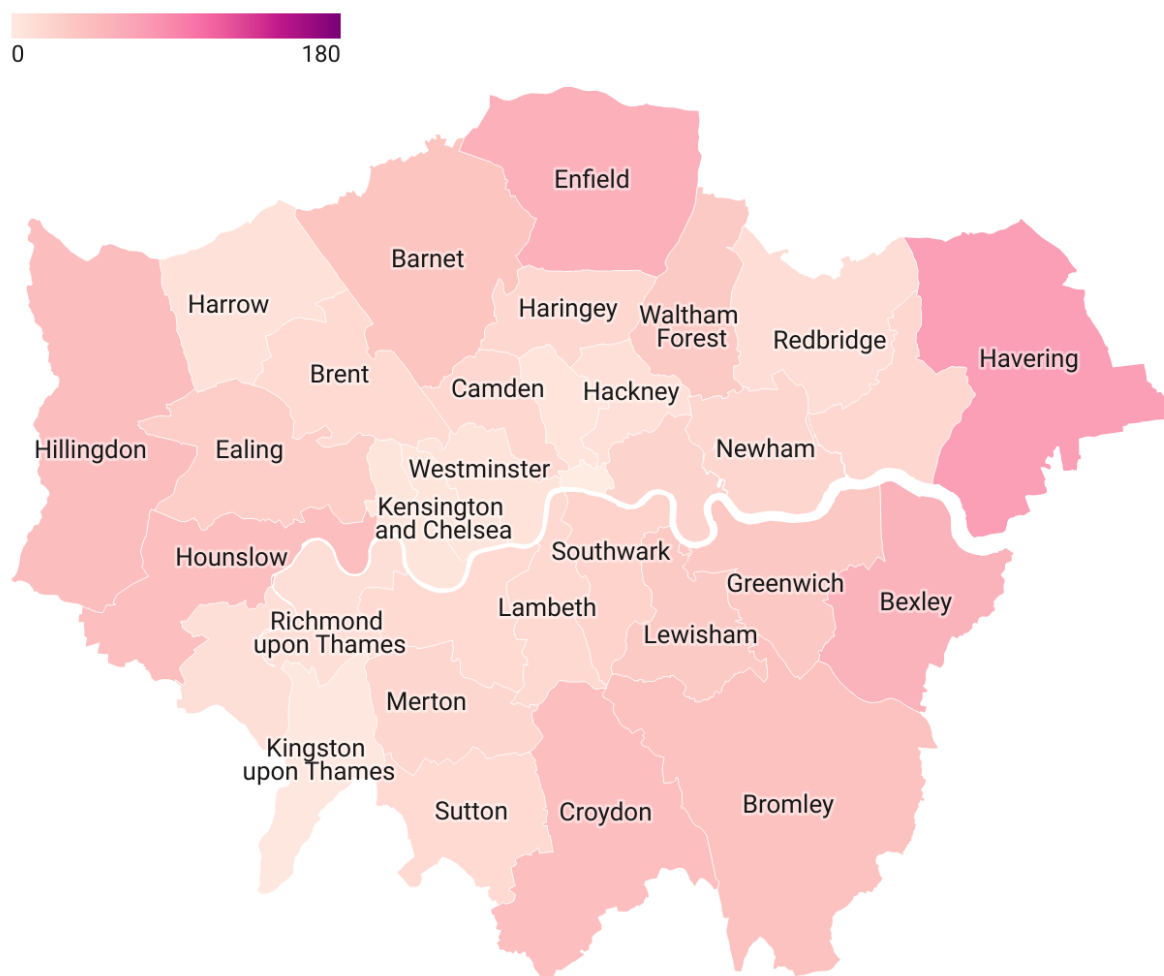 0 180
Enfield
Barnet
Harrow
Haringey
Waltham
Forest
Redbridge
Havering
Brent
Camden
Hackney
Hillingdon
Ealing
Westminster
Newham
Kensington
and Chelsea
Hounslow
Southwark
Greenwich
Bexley
Richmond
upon Thames
Lambeth
Lewisham
Merton
Kingston
upon Thames
Sutton
Croydon
Bromley